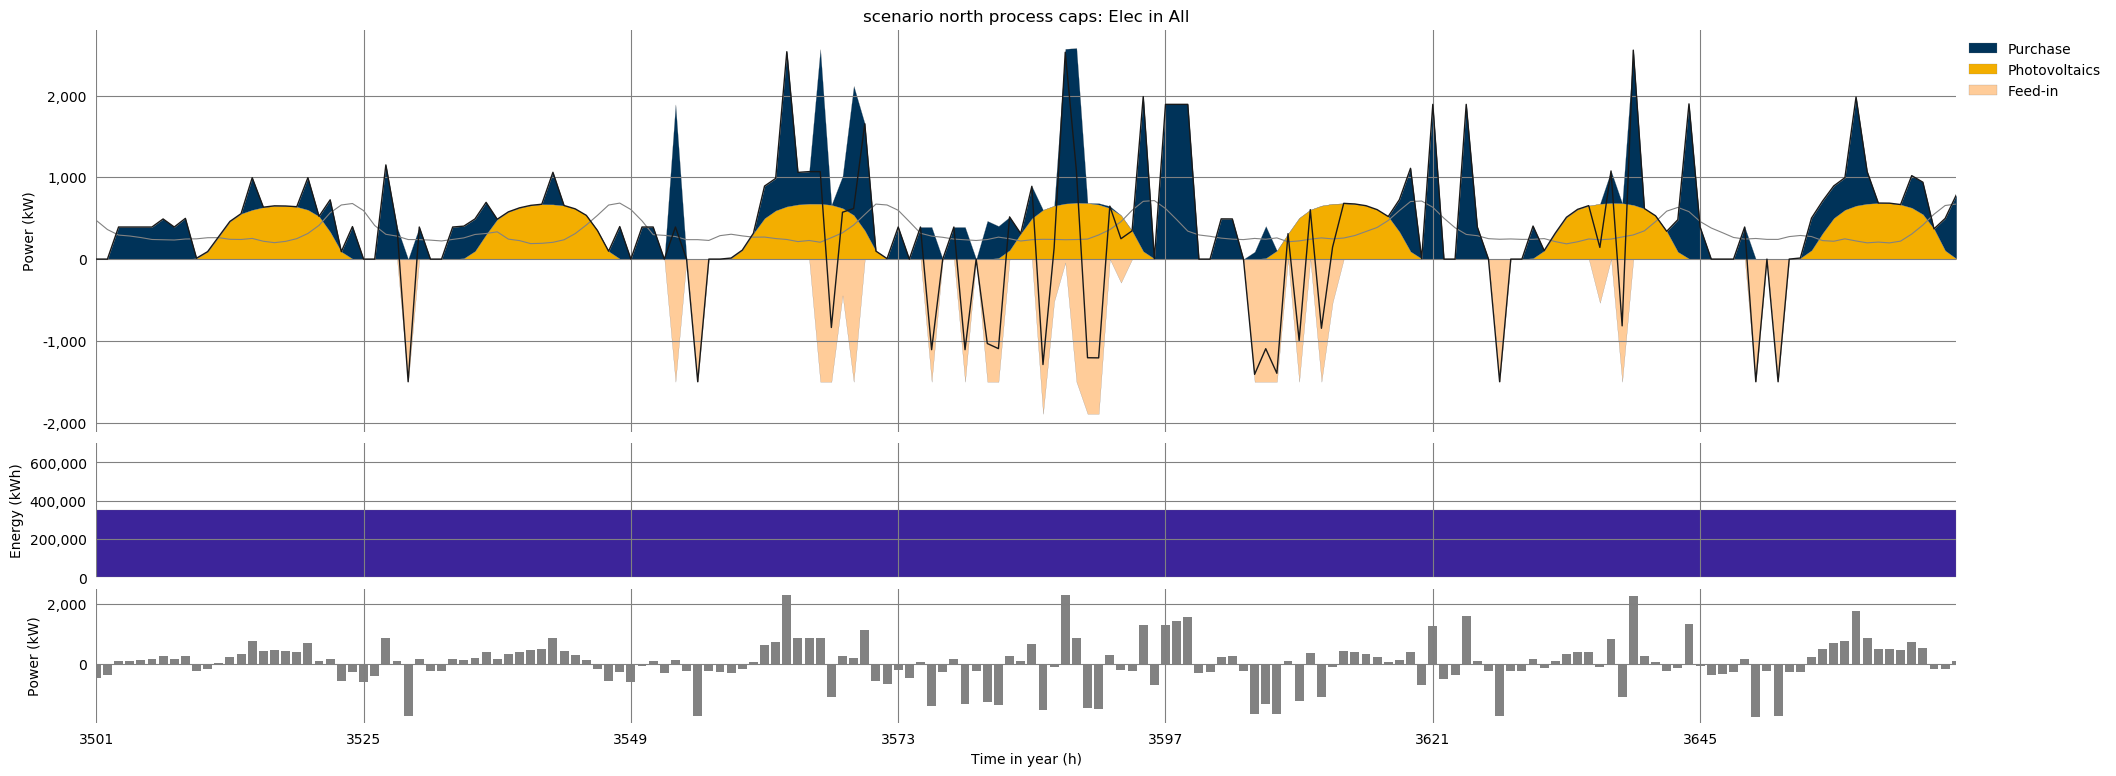 scenario north process caps: Elec in All
Purchase
Photovoltaics
Feed-in
Power (kW)
2,000
1,000
0
-1,000
-2,000
Energy (kWh)
600,000
400,000
200,000
0
Power (kW)
2,000
0
3501
3525
3549
3573
3597
3621
3645
Time in year (h)